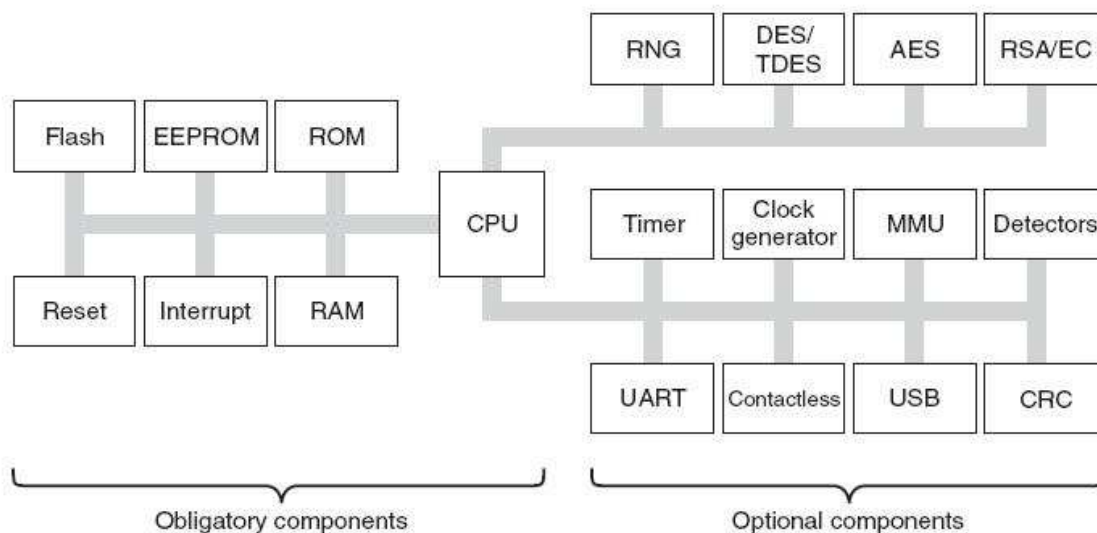 RNG
DES/
TDES
AES
RSA/EC
Flash
EEPROM
ROM
CPU
Timer
Clock
generator
MMU
Detectors
Reset
Interrupt
RAM
UART
Contactless
USB
CRC
Obligatory components
Optional components